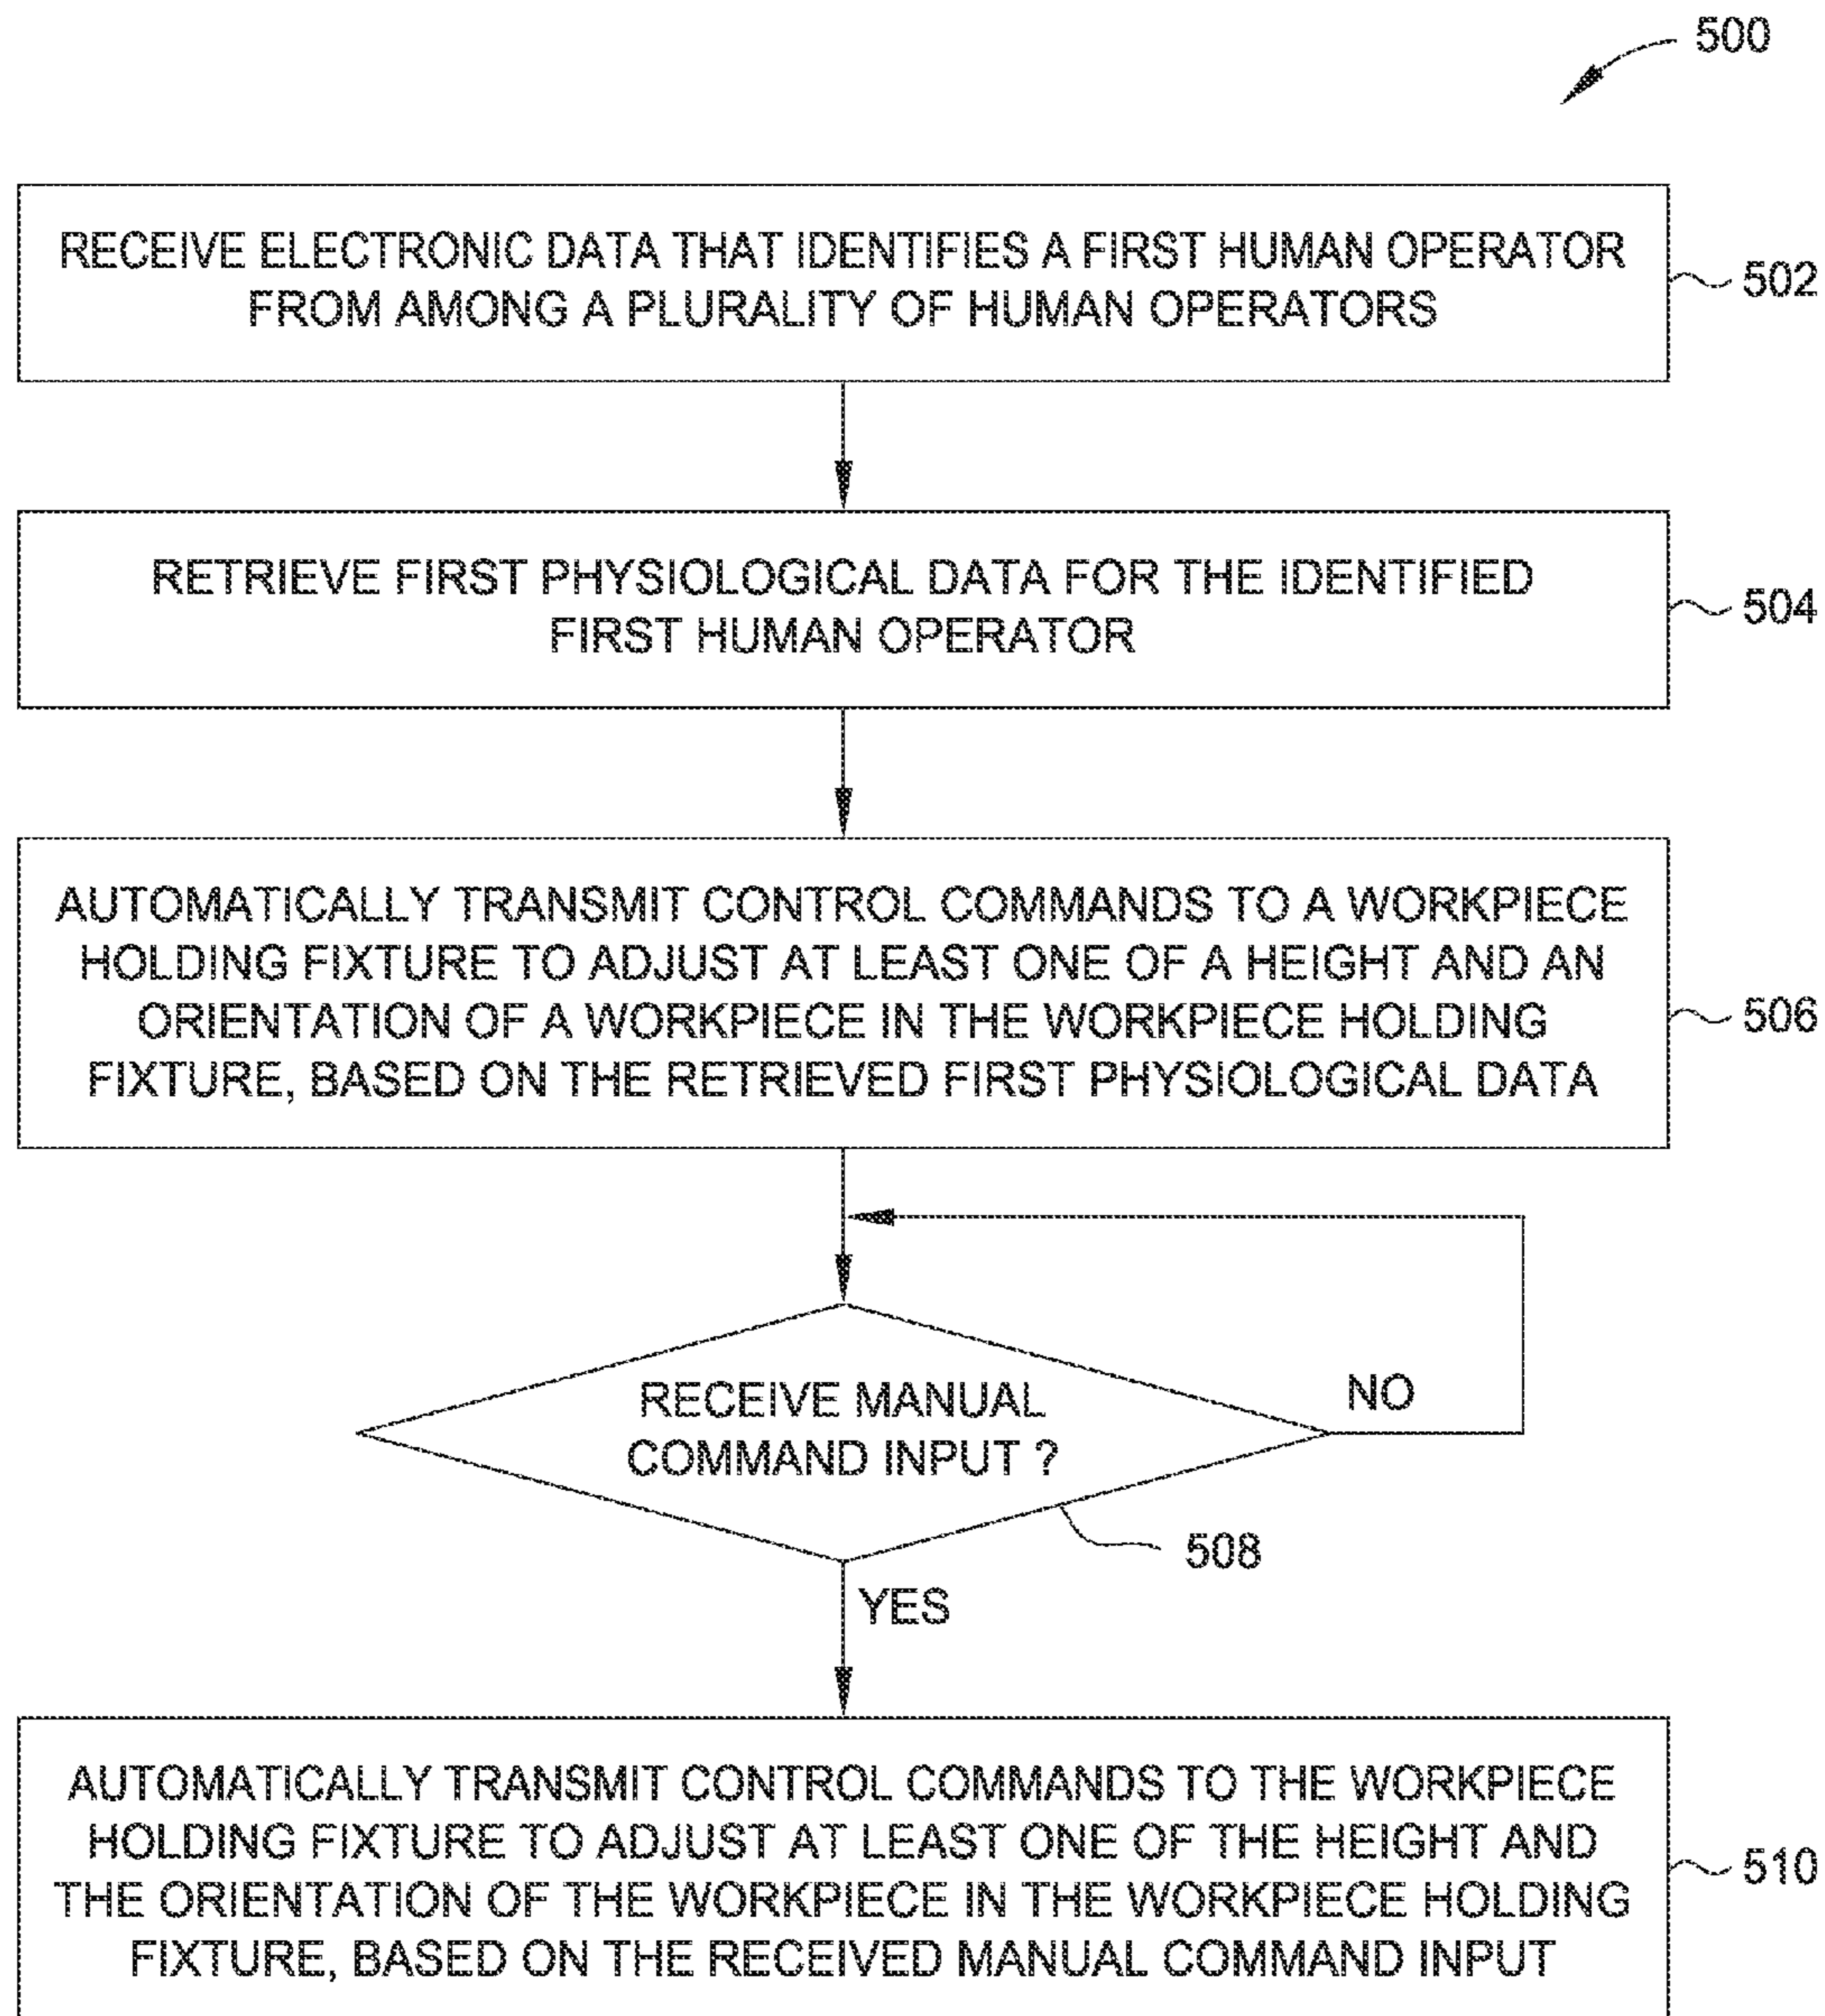 500
RECEIVE ELECTRONIC DATA THAT IDENTIFIES A FIRST HUMAN OPERATOR
FROM AMONG A PLURALITY OF HUMAN OPERATORS
502
RETRIEVE FIRST PHYSIOLOGICAL DATA FOR THE IDENTIFIED
FIRST HUMAN OPERATOR
504
AUTOMATICALLY TRANSMIT CONTROL COMMANDS TO A WORKPIECE
HOLDING FIXTURE TO ADJUST AT LEAST ONE OF A HEIGHT AND AN
ORIENTATION OF A WORKPIECE IN THE WORKPIECE HOLDING
FIXTURE, BASED ON THE RETRIEVED FIRST PHYSIOLOGICAL DATA
506
RECEIVE MANUAL
COMMAND INPUT ?
NO
508
YES
AUTOMATICALLY TRANSMIT CONTROL COMMANDS TO THE WORKPIECE
HOLDING FIXTURE TO ADJUST AT LEAST ONE OF THE HEIGHT AND
THE ORIENTATION OF THE WORKPIECE IN THE WORKPIECE HOLDING
FIXTURE, BASED ON THE RECEIVED MANUAL COMMAND INPUT
510